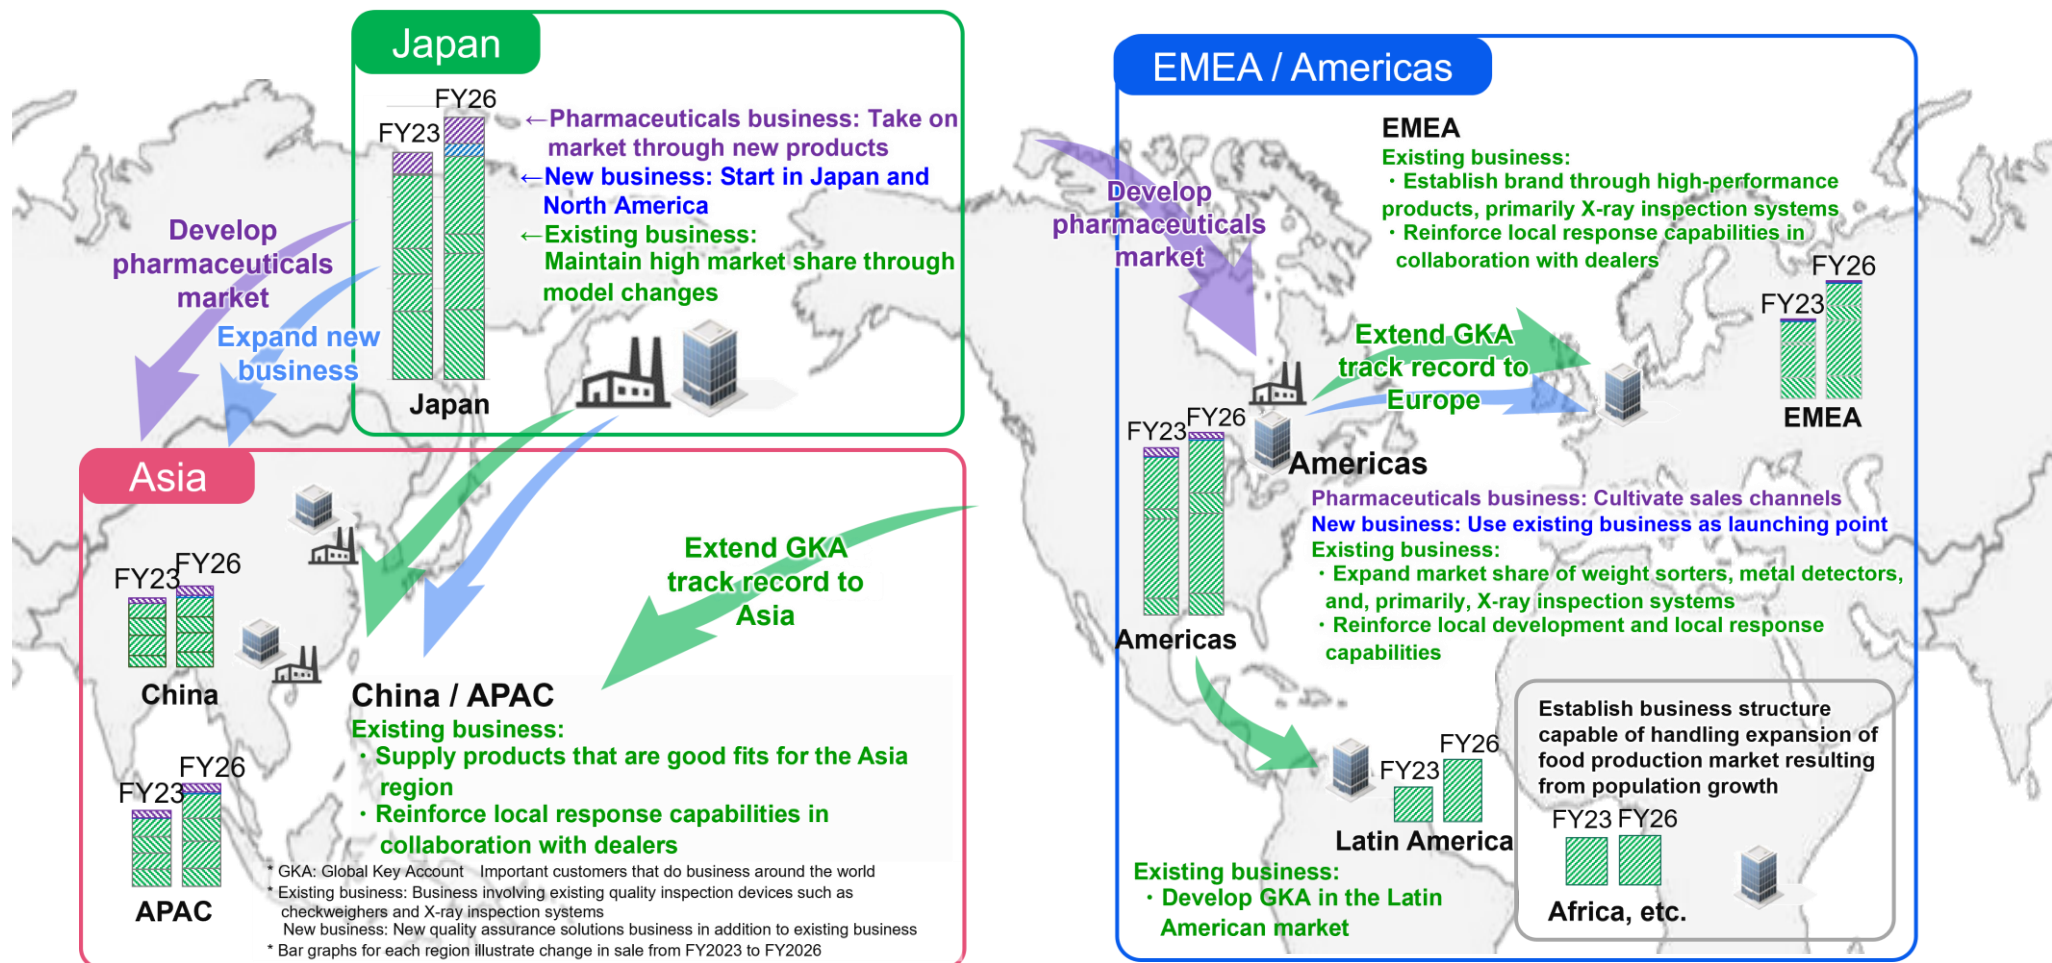 Japan
FY26
FY23
←Pharmaceuticals business: Take on
market through new products
←New business: Start in Japan and
North America
←Existing business:
Maintain high market share through
model changes
Japan
Develop
pharmaceuticals
market
Expand new
business
Asia
FY23
FY26
China
FY23
FY26
APAC
Extend GKA
track record to
Asia
China / APAC
Existing business:
・Supply products that are good fits for the Asia
region
・Reinforce local response capabilities in
collaboration with dealers
* GKA: Global Key Account  Important customers that do business around the world
* Existing business: Business involving existing quality inspection devices such as
checkweighers and X-ray inspection systems
New business: New quality assurance solutions business in addition to existing business
* Bar graphs for each region illustrate change in sale from FY2023 to FY2026
EMEA / Americas
Develop
pharmaceuticals
market
EMEA
Existing business:
・Establish brand through high-performance
products, primarily X-ray inspection systems
・Reinforce local response capabilities in
collaboration with dealers
FY23
FY26
EMEA
Extend GKA
track record to
Europe
FY23
FY26
Americas
Americas
Pharmaceuticals business: Cultivate sales channels
New business: Use existing business as launching point
Existing business:
・Expand market share of weight sorters, metal detectors,
and, primarily, X-ray inspection systems
・Reinforce local development and local response
capabilities
FY23
FY26
Latin America
Existing business:
・Develop GKA in the Latin
American market
Establish business structure
capable of handling expansion of
food production market resulting
from population growth
FY23
FY26
Africa, etc.